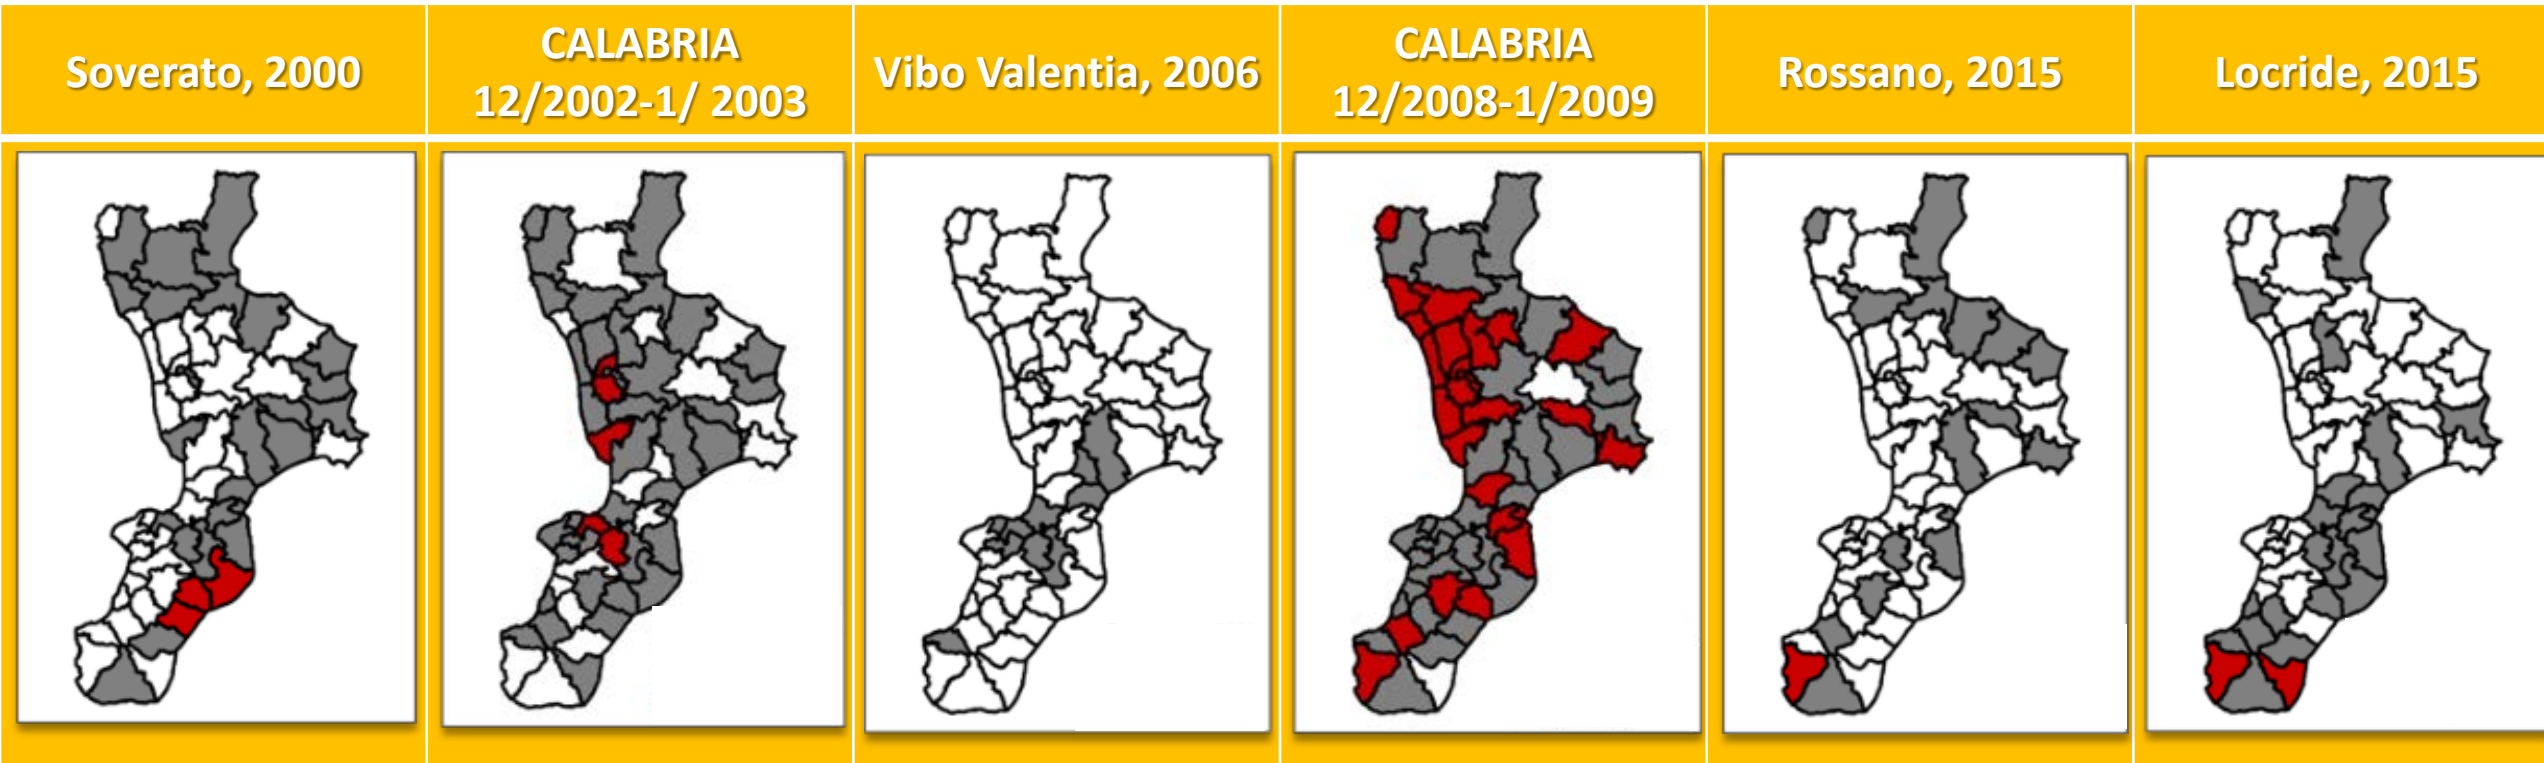 Soverato, 2000
CALABRIA
12/2002-1/ 2003
Vibo Valentia, 2006
CALABRIA
12/2008-1/2009
Rossano, 2015
Locride, 2015